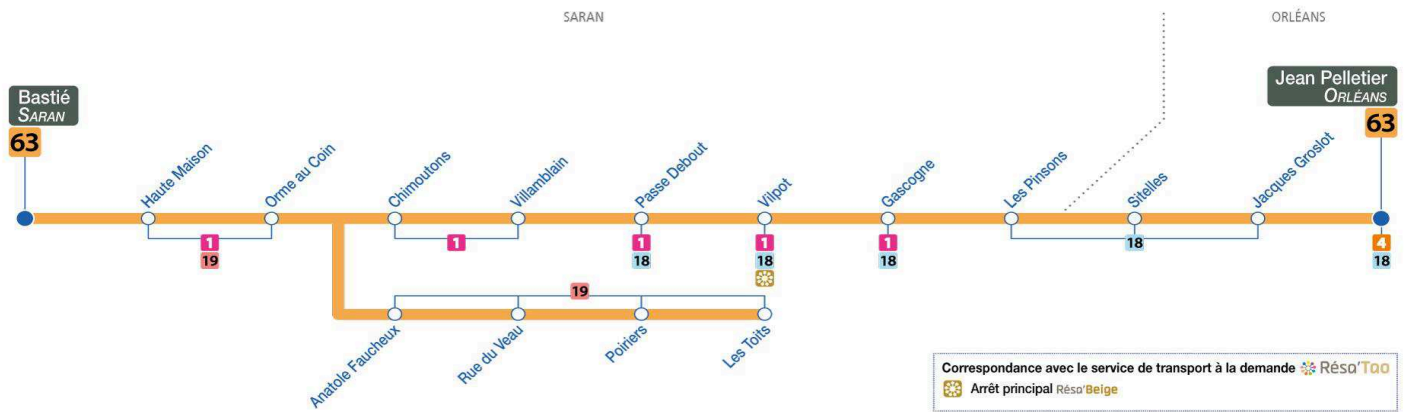 SARAN
ORLÉANS
Bastié
SARAN
63
Jean Pelletier
ORLÉANS
63
Haute Maison
Orme au Coin
Chimoutons
Villamblain
Passe Debout
Vilpot
Gascogne
Les Pinsons
Sitelles
Jacques Groslot
1
19
1
1
18
1
18
1
18
18
4
18
19
Anatole Faucheux
Rue du Veau
Poiriers
Les Toits
Correspondance avec le service de transport à la demande Résa'Tao
Arrêt principal Résa'Beige